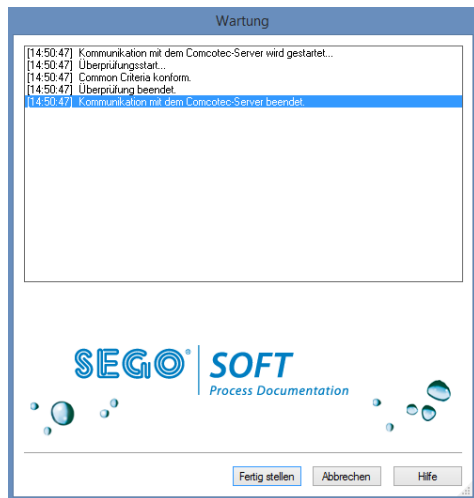 Wartung
[14:50:47] Kommunikation mit dem Comcotec-Server wird gestartet...
[14:50:47] Überprüfungsstart...
[14:50:47] Common Criteria konform.
[14:50:47] Überprüfung beendet.
[14:50:47] Kommunikation mit dem Comcotec-Server beendet.
SEGO® SOFT
Process Documentation
Fertig stellen Abbrechen Hilfe